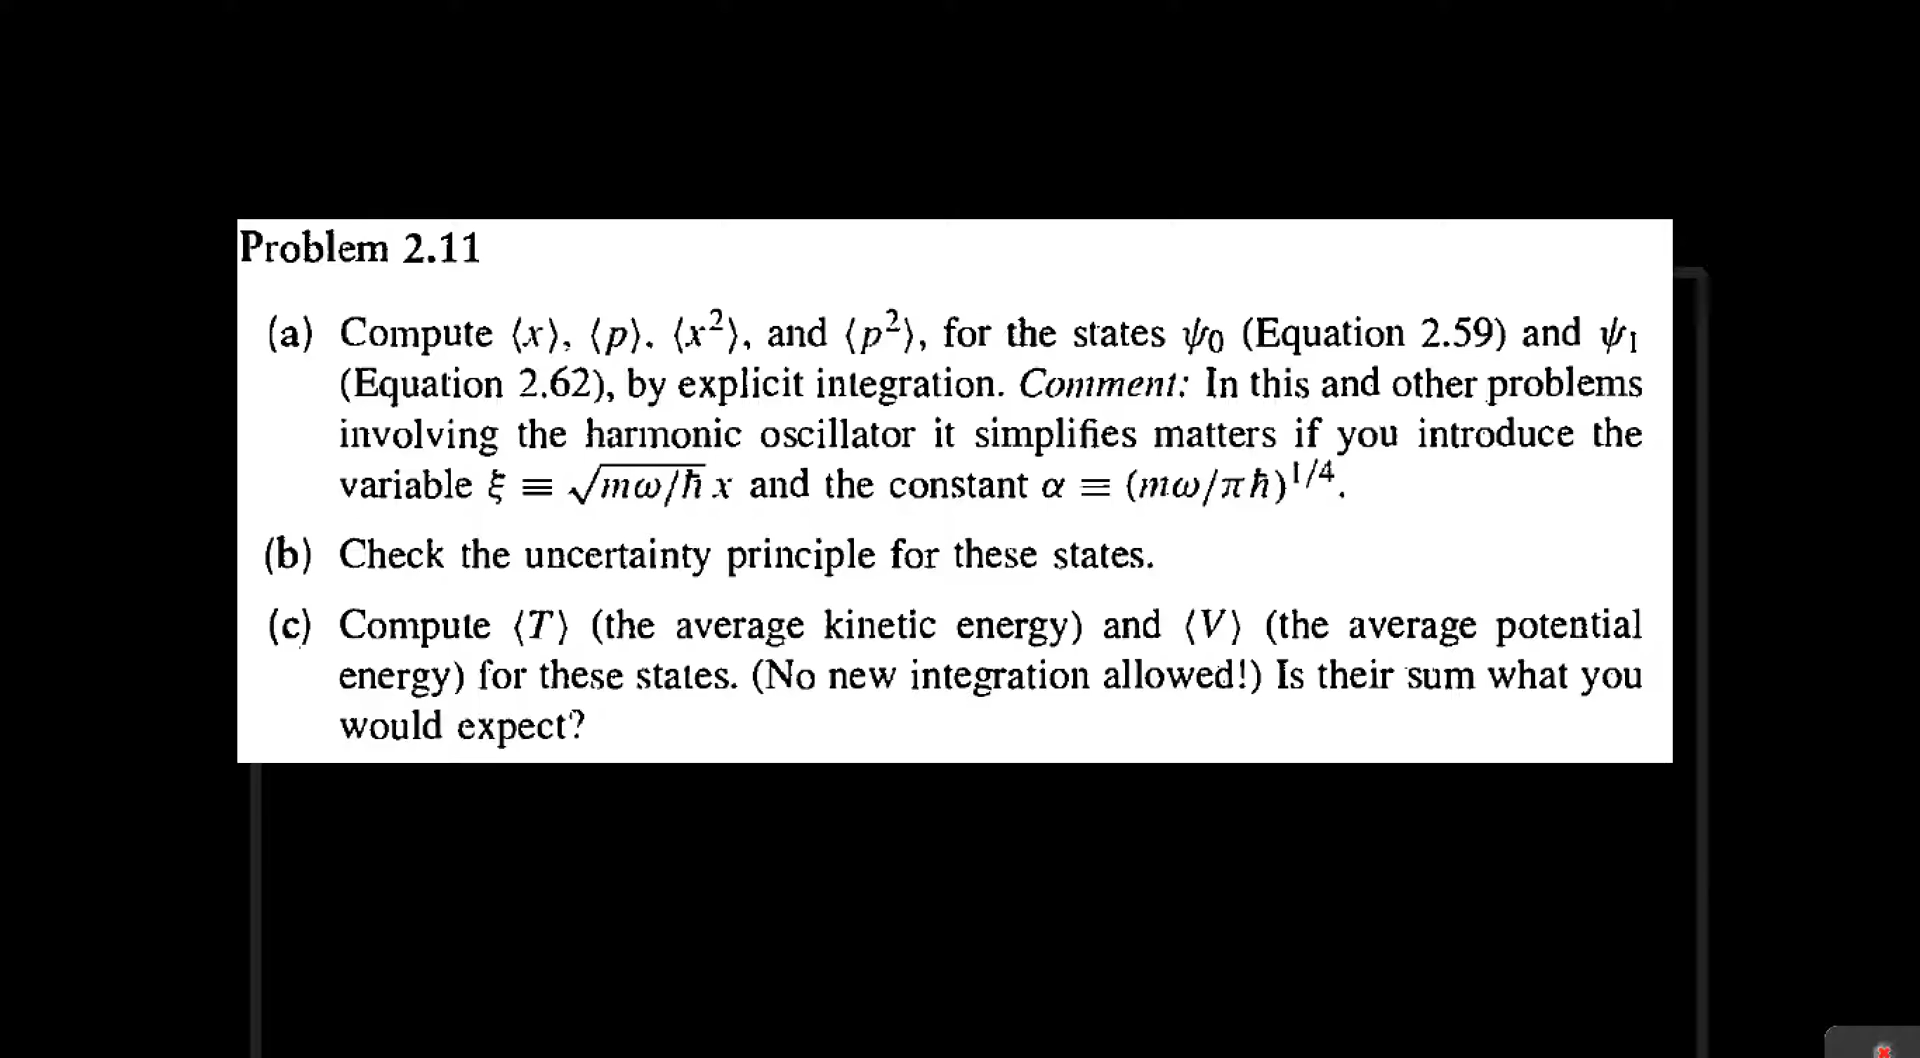 Problem 2.11
(a) Compute ⟨x⟩, ⟨p⟩, ⟨x²⟩, and ⟨p²⟩, for the states ψ₀ (Equation 2.59) and ψ₁
(Equation 2.62), by explicit integration. Comment: In this and other problems
involving the harmonic oscillator it simplifies matters if you introduce the
variable ξ ≡ √mω/ħ x and the constant α ≡ (mω/πħ)^1/4.
(b) Check the uncertainty principle for these states.
(c) Compute ⟨T⟩ (the average kinetic energy) and ⟨V⟩ (the average potential
energy) for these states. (No new integration allowed!) Is their sum what you
would expect?